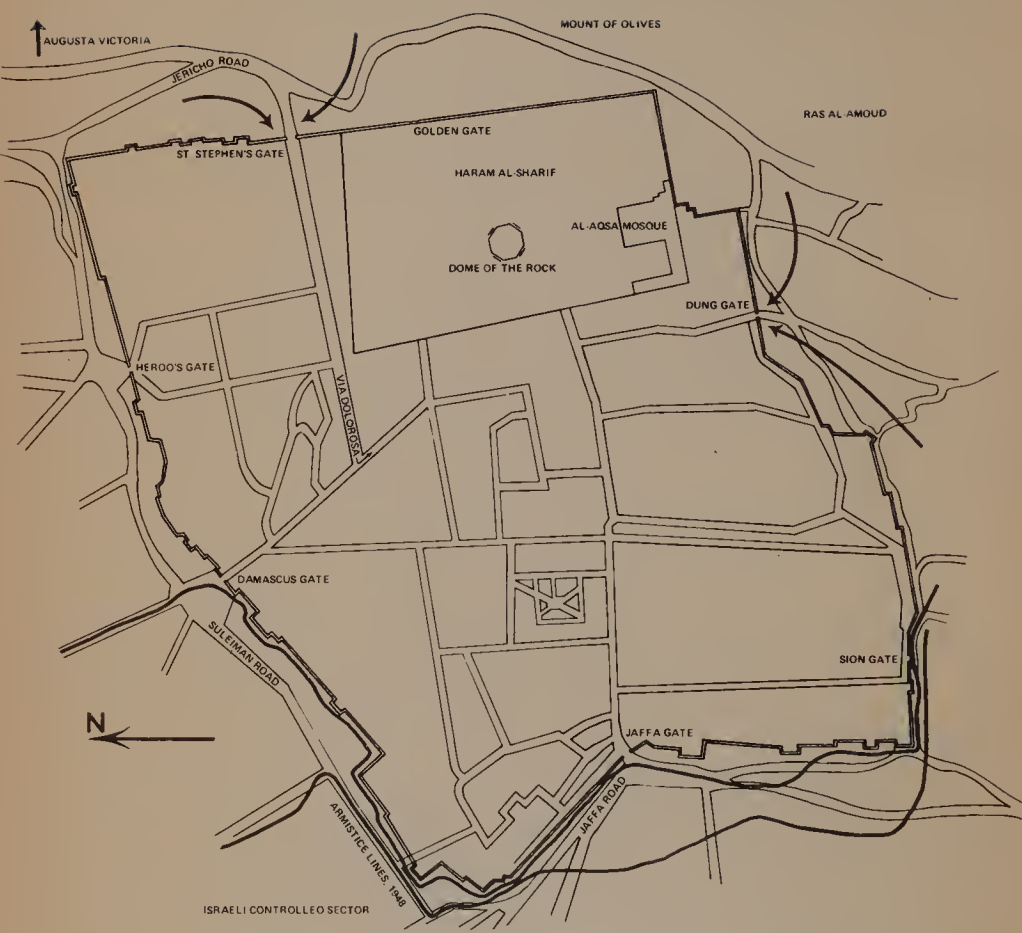 MOUNT OF OLIVES
AUGUSTA VICTORIA
JERICHO ROAD
RAS AL-AMOUD
GOLDEN GATE
ST STEPHEN'S GATE
HARAM AL-SHARIF
AL-AQSA MOSQUE
DOME OF THE ROCK
DUNG GATE
HEROD'S GATE
VIA DOLOROSA
DAMASCUS GATE
SULEIMAN ROAD
SION GATE
N
JAFFA GATE
JAFFA ROAD
ARMISTICE LINES, 1948
ISRAELI CONTROLLED SECTOR